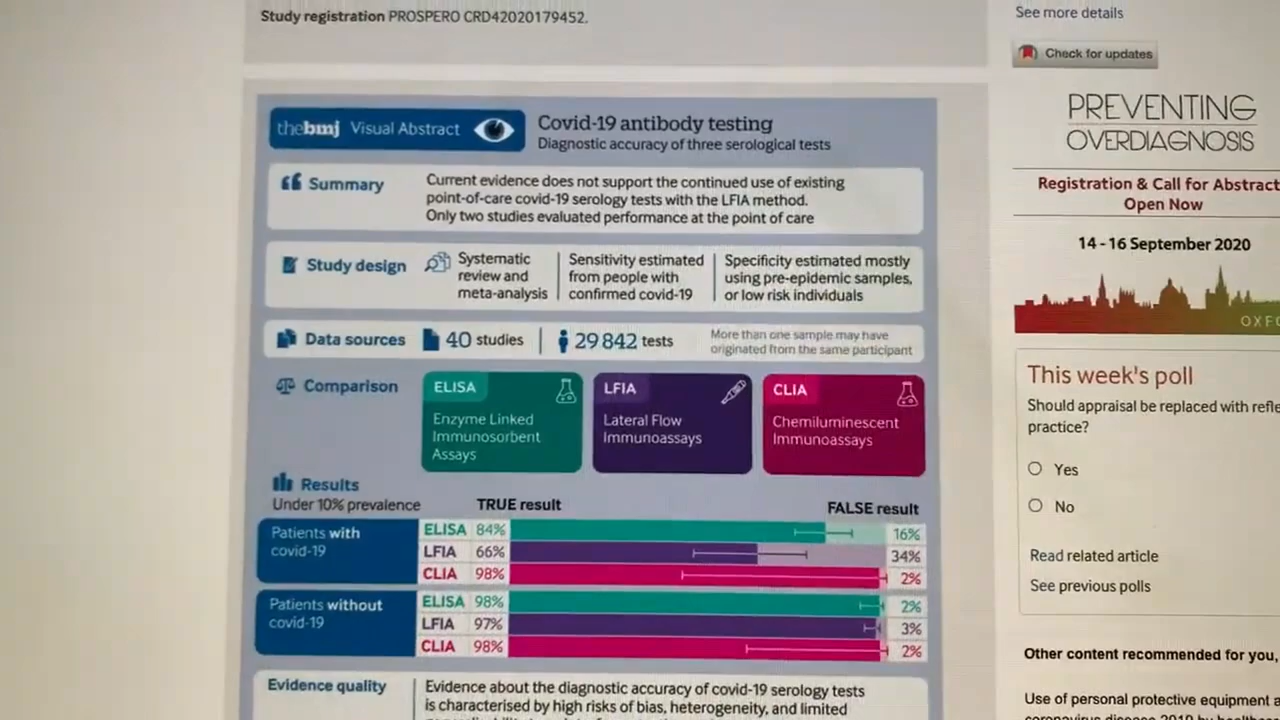 Study registration PROSPERO CRD42020179452.
See more details
Check for updates
PREVENTING
OVERDIAGNOSIS
Registration & Call for Abstract
Open Now
14 - 16 September 2020
OXFO
thebmj Visual Abstract
Covid-19 antibody testing
Diagnostic accuracy of three serological tests
Summary
Current evidence does not support the continued use of existing
point-of-care covid-19 serology tests with the LFIA method.
Only two studies evaluated performance at the point of care
Study design
Systematic
review and
meta-analysis
Sensitivity estimated
from people with
confirmed covid-19
Specificity estimated mostly
using pre-epidemic samples,
or low risk individuals
Data sources
40 studies
29 842 tests
More than one sample may have
originated from the same participant
Comparison
ELISA
Enzyme Linked
Immunosorbent
Assays
LFIA
Lateral Flow
Immunoassays
CLIA
Chemiluminescent
Immunoassays
Results
Under 10% prevalence
TRUE result
FALSE result
Patients with
covid-19
ELISA 84% 16%
LFIA 66% 34%
CLIA 98% 2%
Patients without
covid-19
ELISA 98% 2%
LFIA 97% 3%
CLIA 98% 2%
Evidence quality
Evidence about the diagnostic accuracy of covid-19 serology tests
is characterised by high risks of bias, heterogeneity, and limited
This week's poll
Should appraisal be replaced with refle
practice?
Yes
No
Read related article
See previous polls
Other content recommended for you,
Use of personal protective equipment a